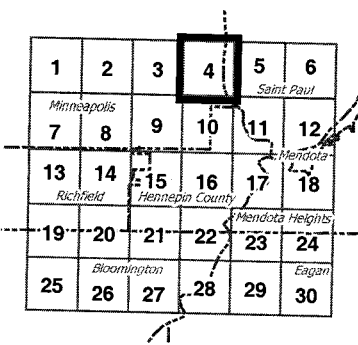 1 2 3 4 5 6
Saint Paul
Minneapolis
7 8 9 10 11 12
Mendota
13 14 15 16 17 18
Richfield Hennepin County
Mendota Heights
19 20 21 22 23 24
Bloomington Eagan
25 26 27 28 29 30